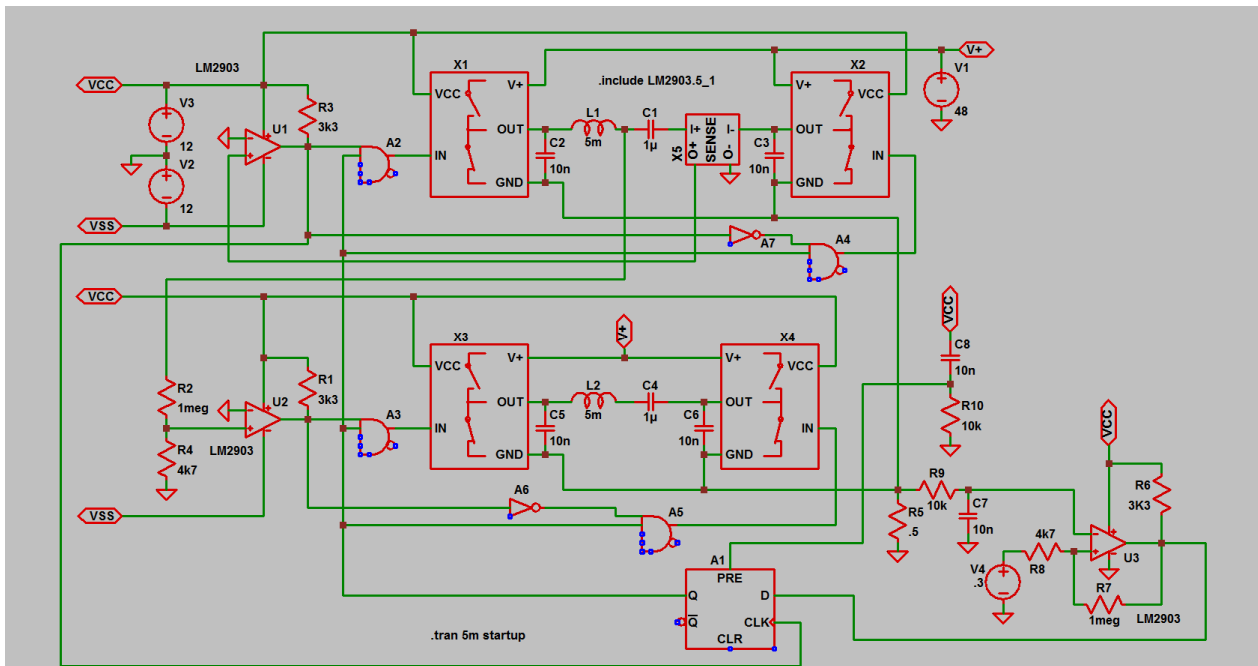 LM2903
VCC
V3
12
V2
12
VSS
U1
R3
3k3
A2
X1
V+
VCC
OUT
IN
GND
.include LM2903.5_1
L1
5m
C2
10n
C1
1µ
X5
I+
I-
SENSE
O+
O-
C3
10n
X2
V+
VCC
OUT
IN
GND
V+
V1
48
A7
A4
VCC
R2
1meg
R4
4k7
U2
LM2903
R1
3k3
VSS
A3
X3
V+
VCC
OUT
IN
GND
V+
L2
5m
C4
1µ
C5
10n
C6
10n
X4
V+
VCC
OUT
IN
GND
A6
A5
VCC
C8
10n
R10
10k
R9
10k
C7
10n
R5
.5
VCC
R6
3K3
4k7
R8
V4
.3
U3
R7
1meg
LM2903
A1
PRE
Q
D
Q
CLK
CLR
.tran 5m startup